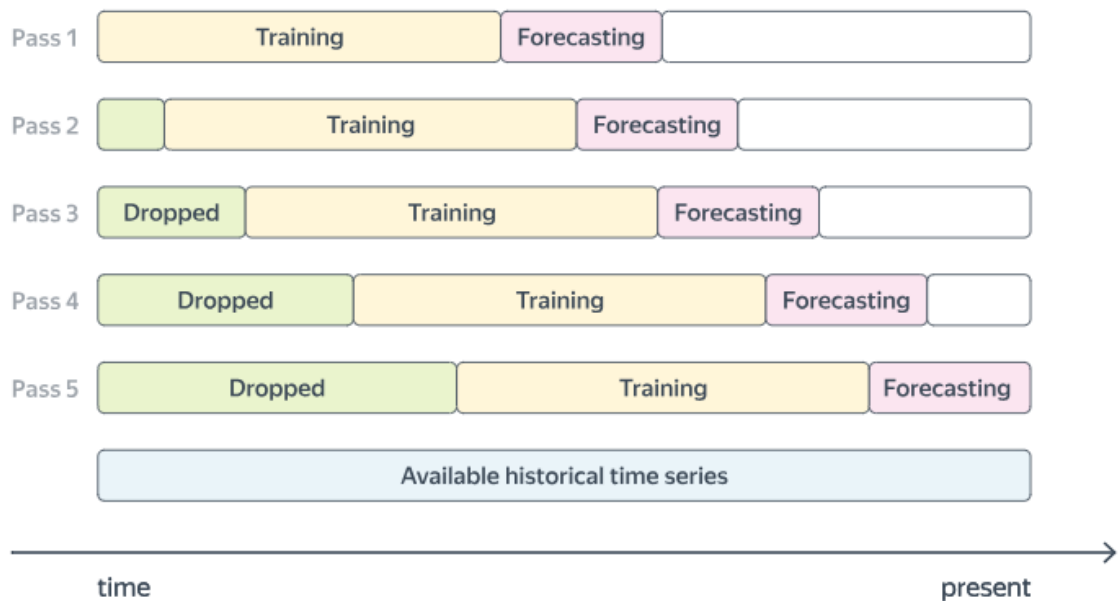 Pass 1 Training Forecasting
Pass 2 Training Forecasting
Pass 3 Dropped Training Forecasting
Pass 4 Dropped Training Forecasting
Pass 5 Dropped Training Forecasting
Available historical time series
time present